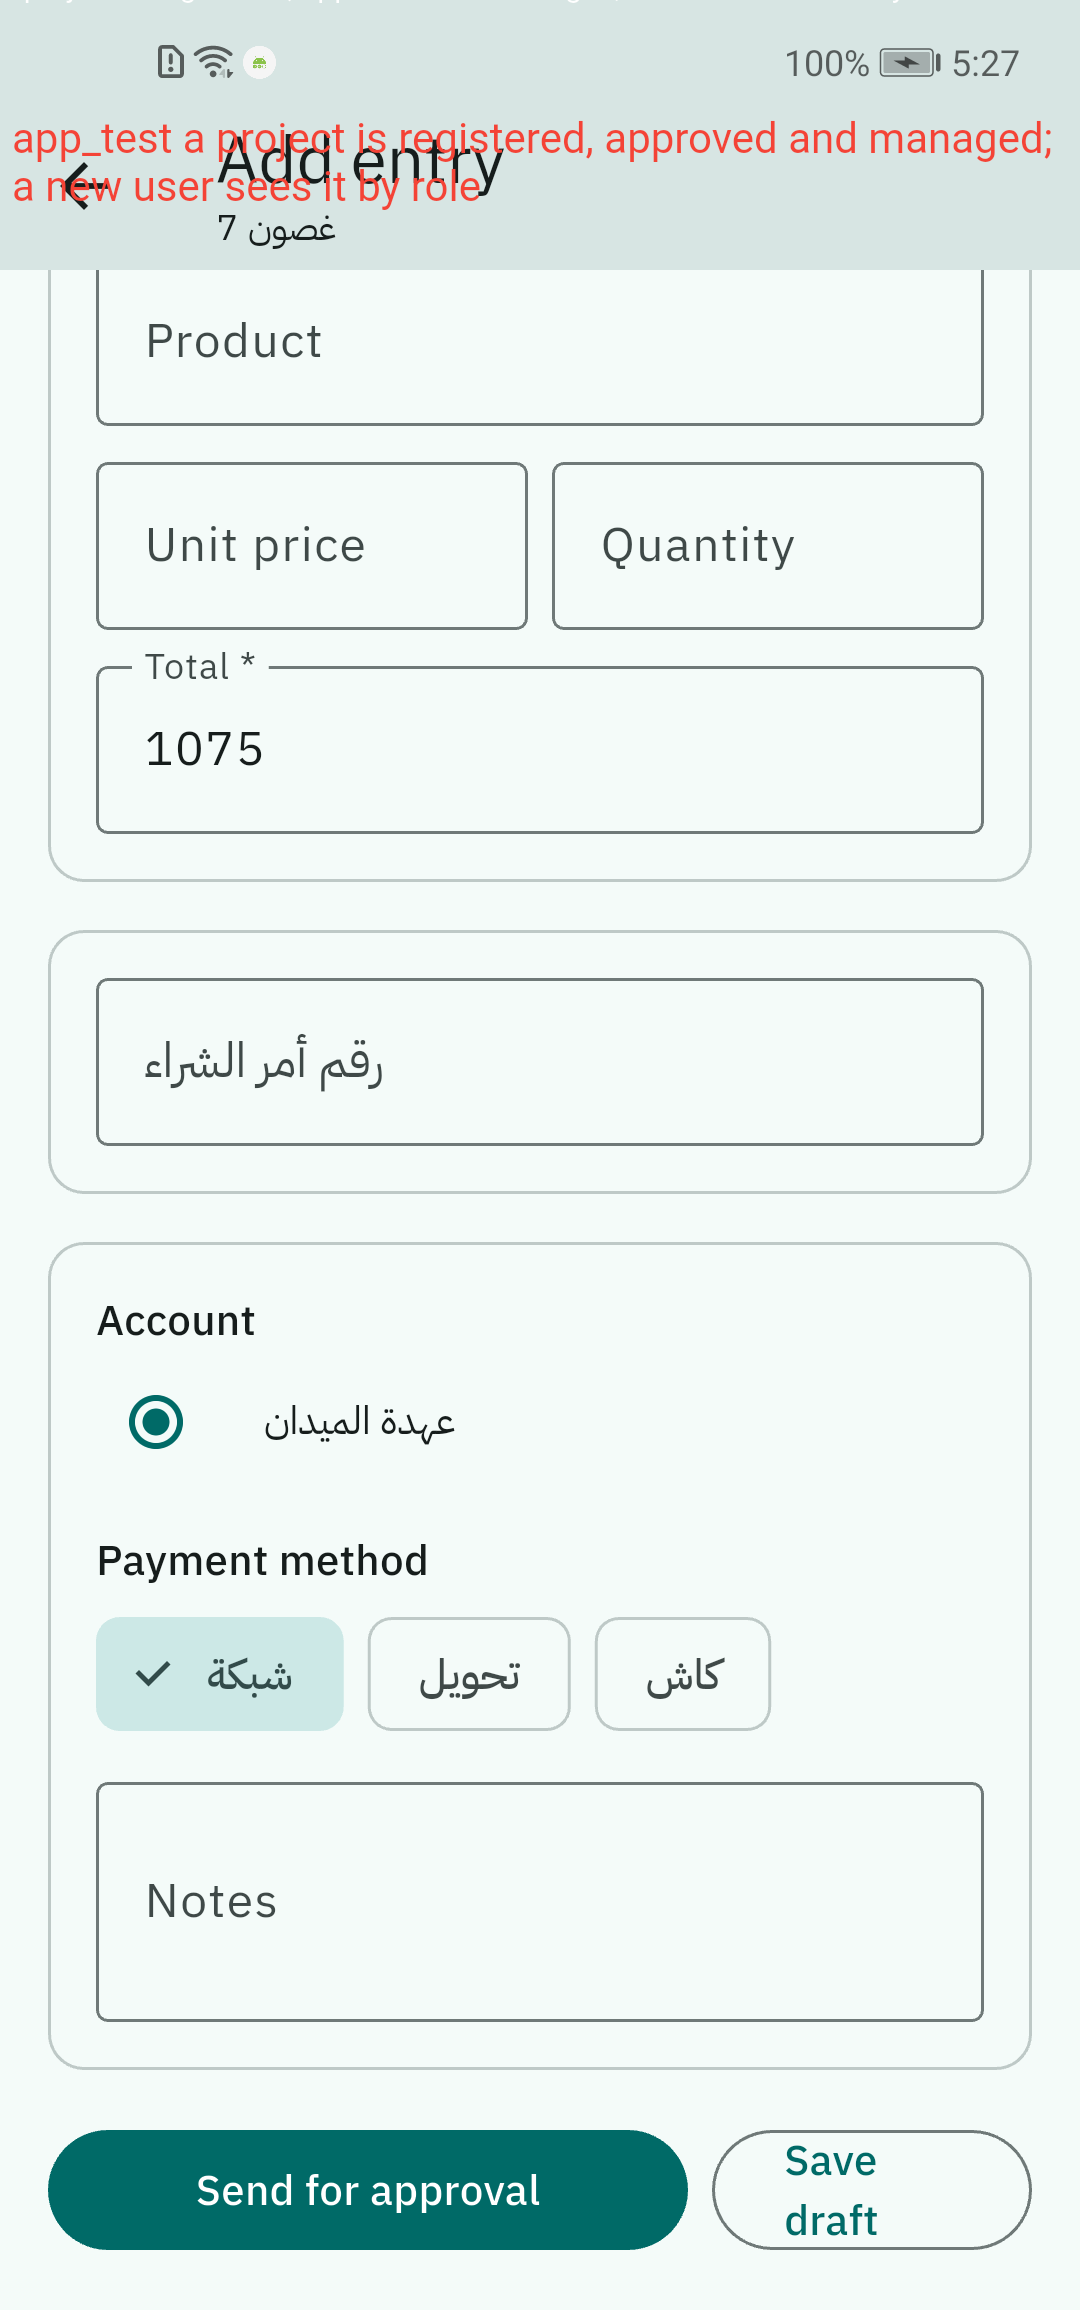 100% 5:27
app_test a project is registered, approved and managed;
a new user sees it by role
Add entry
غصون 7
Product
Unit price
Quantity
Total *
1075
رقم أمر الشراء
Account
عهدة الميدان
Payment method
شبكة
تحويل
كاش
Notes
Send for approval
Save
draft